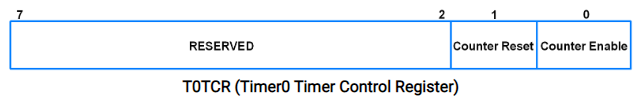 7 2 1 0
RESERVED Counter Reset Counter Enable
T0TCR (Timer0 Timer Control Register)